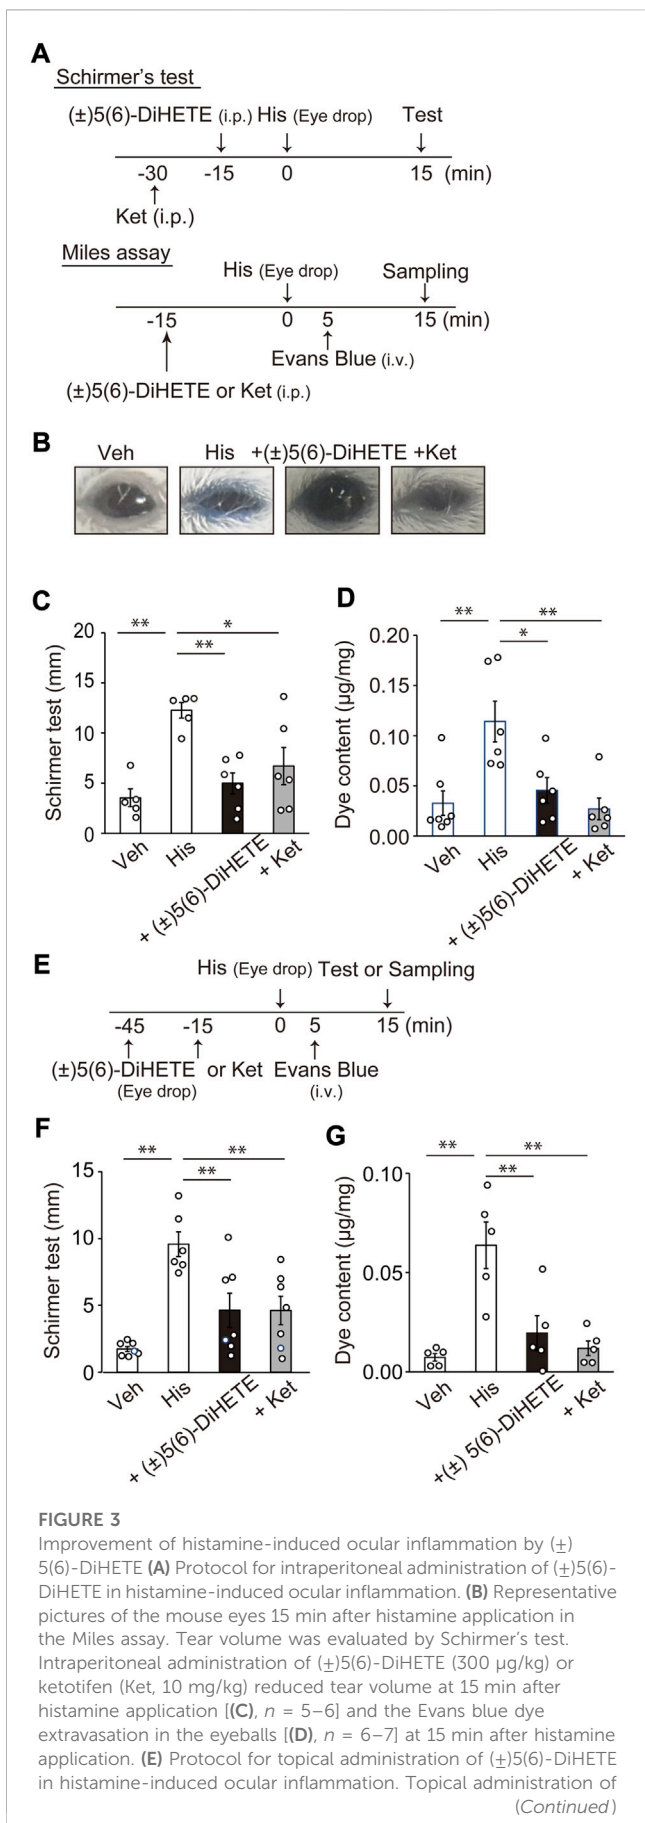 A
Schirmer's test
(±)5(6)-DiHETE (i.p.) His (Eye drop) Test
-30 -15 0 15 (min)
Ket (i.p.)
Miles assay
His (Eye drop) Sampling
-15 0 5 15 (min)
Evans Blue (i.v.)
(±)5(6)-DiHETE or Ket (i.p.)
B
Veh His +(±)5(6)-DiHETE +Ket
C
** *
**
Schirmer test (mm)
20
15
10
5
0
Veh
His
+ (±)5(6)-DiHETE
+ Ket
D
** **
*
Dye content (µg/mg)
0.20
0.15
0.10
0.05
0.00
Veh
His
+ (±)5(6)-DiHETE
+ Ket
E
His (Eye drop) Test or Sampling
-45 -15 0 5 15 (min)
(±)5(6)-DiHETE or Ket Evans Blue
(Eye drop) (i.v.)
F
** **
**
Schirmer test (mm)
15
10
5
0
Veh
His
+ (±)5(6)-DiHETE
+ Ket
G
** **
**
Dye content (µg/mg)
0.10
0.05
0.00
Veh
His
+(±) 5(6)-DiHETE
+ Ket
FIGURE 3
Improvement of histamine-induced ocular inflammation by (±)
5(6)-DiHETE (A) Protocol for intraperitoneal administration of (±)5(6)-
DiHETE in histamine-induced ocular inflammation. (B) Representative
pictures of the mouse eyes 15 min after histamine application in
the Miles assay. Tear volume was evaluated by Schirmer's test.
Intraperitoneal administration of (±)5(6)-DiHETE (300 µg/kg) or
ketotifen (Ket, 10 mg/kg) reduced tear volume at 15 min after
histamine application [(C), n = 5–6] and the Evans blue dye
extravasation in the eyeballs [(D), n = 6–7] at 15 min after histamine
application. (E) Protocol for topical administration of (±)5(6)-DiHETE
in histamine-induced ocular inflammation. Topical administration of
(Continued)